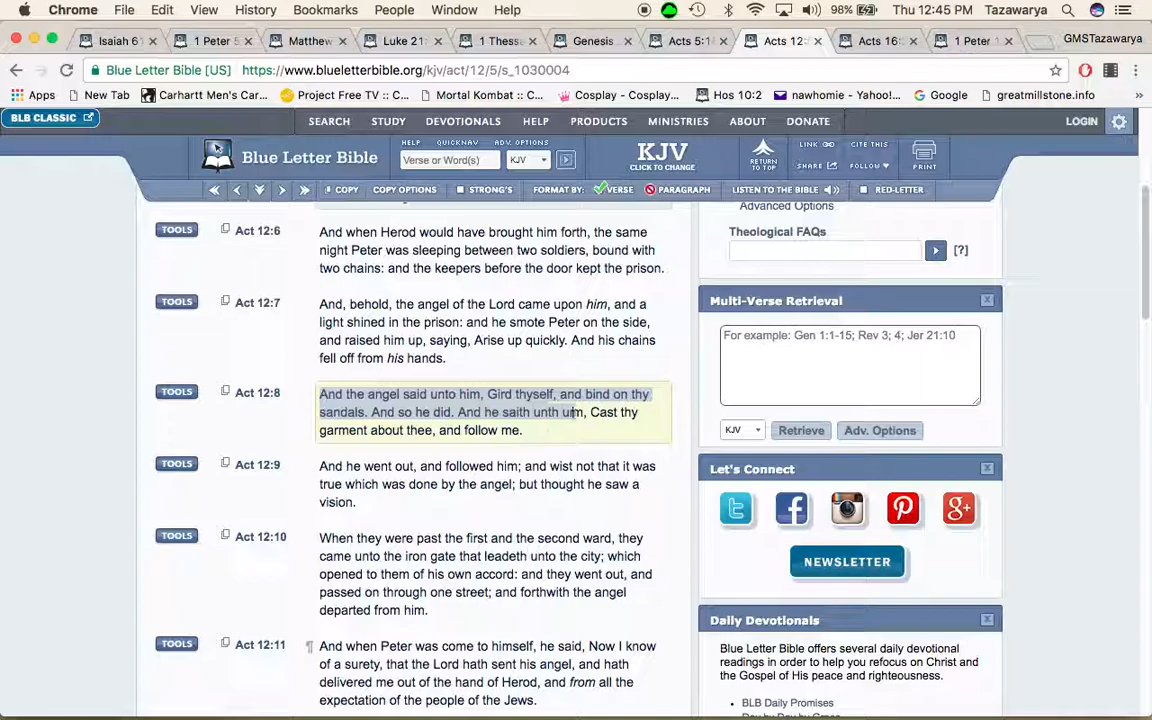 Chrome File Edit View History Bookmarks People Window Help 98% Thu 12:45 PM Tazawarya
Isaiah 61 1 Peter 5 Matthew Luke 21 1 Thess Genesis Acts 5:1 Acts 12: Acts 16: 1 Peter GMSTazawarya
Blue Letter Bible [US] https://www.blueletterbible.org/kjv/act/12/5/s_1030004
Apps New Tab Carhartt Men's Car... Project Free TV :: C... Mortal Kombat :: C... Cosplay - Cosplay... Hos 10:2 nawhomie - Yahoo!... Google greatmillstone.info »
BLB CLASSIC SEARCH STUDY DEVOTIONALS HELP PRODUCTS MINISTRIES ABOUT DONATE LOGIN
HELP QUICKNAV ADV. OPTIONS
Blue Letter Bible Verse or Word(s) KJV
KJV
CLICK TO CHANGE
RETURN
TO TOP
LINK CITE THIS
SHARE FOLLOW PRINT
COPY COPY OPTIONS STRONG'S FORMAT BY: VERSE PARAGRAPH LISTEN TO THE BIBLE RED-LETTER
TOOLS Act 12:6 And when Herod would have brought him forth, the same
night Peter was sleeping between two soldiers, bound with
two chains: and the keepers before the door kept the prison.
TOOLS Act 12:7 And, behold, the angel of the Lord came upon him, and a
light shined in the prison: and he smote Peter on the side,
and raised him up, saying, Arise up quickly. And his chains
fell off from his hands.
TOOLS Act 12:8 And the angel said unto him, Gird thyself, and bind on thy
sandals. And so he did. And he saith unth um, Cast thy
garment about thee, and follow me.
TOOLS Act 12:9 And he went out, and followed him; and wist not that it was
true which was done by the angel; but thought he saw a
vision.
TOOLS Act 12:10 When they were past the first and the second ward, they
came unto the iron gate that leadeth unto the city; which
opened to them of his own accord: and they went out, and
passed on through one street; and forthwith the angel
departed from him.
TOOLS Act 12:11 ¶ And when Peter was come to himself, he said, Now I know
of a surety, that the Lord hath sent his angel, and hath
delivered me out of the hand of Herod, and from all the
expectation of the people of the Jews.
Advanced Options
Theological FAQs
[?]
Multi-Verse Retrieval
For example: Gen 1:1-15; Rev 3; 4; Jer 21:10
KJV Retrieve Adv. Options
Let's Connect
NEWSLETTER
Daily Devotionals
Blue Letter Bible offers several daily devotional
readings in order to help you refocus on Christ and
the Gospel of His peace and righteousness.
BLB Daily Promises